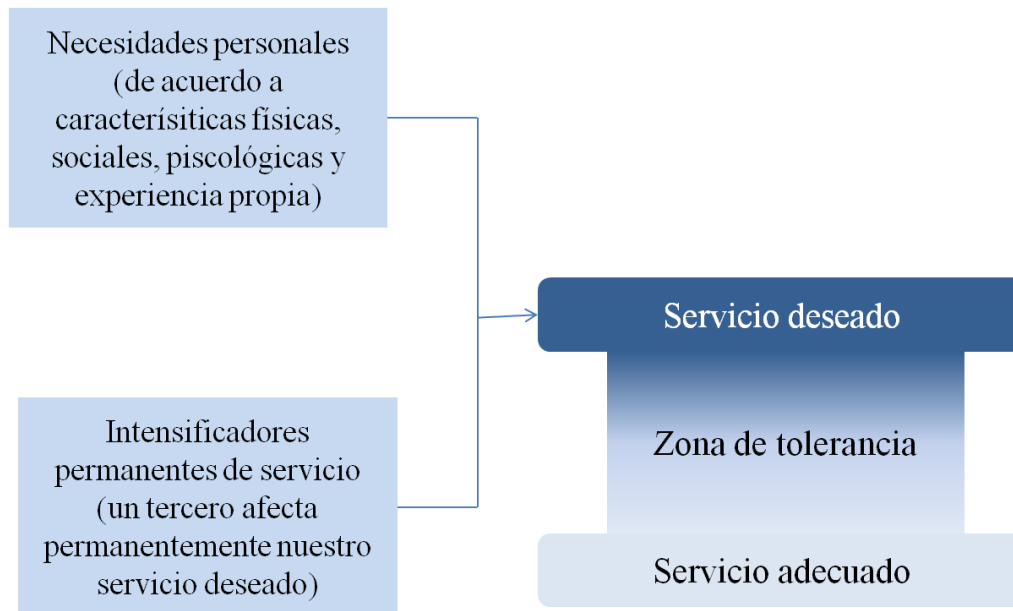 Necesidades personales
(de acuerdo a
caracterísiticas físicas,
sociales, piscológicas y
experiencia propia)
Servicio deseado
Zona de tolerancia
Servicio adecuado
Intensificadores
permanentes de servicio
(un tercero afecta
permanentemente nuestro
servicio deseado)